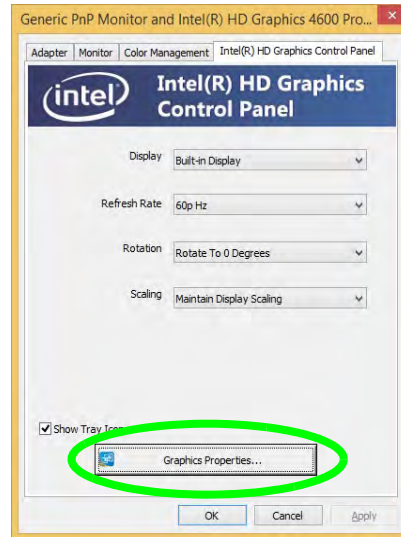 Generic PnP Monitor and Intel(R) HD Graphics 4600 Pro...
Adapter Monitor Color Management Intel(R) HD Graphics Control Panel
intel
Intel(R) HD Graphics
Control Panel
Display Built-in Display
Refresh Rate 60p Hz
Rotation Rotate To 0 Degrees
Scaling Maintain Display Scaling
Show Tray
Graphics Properties...
OK Cancel Apply